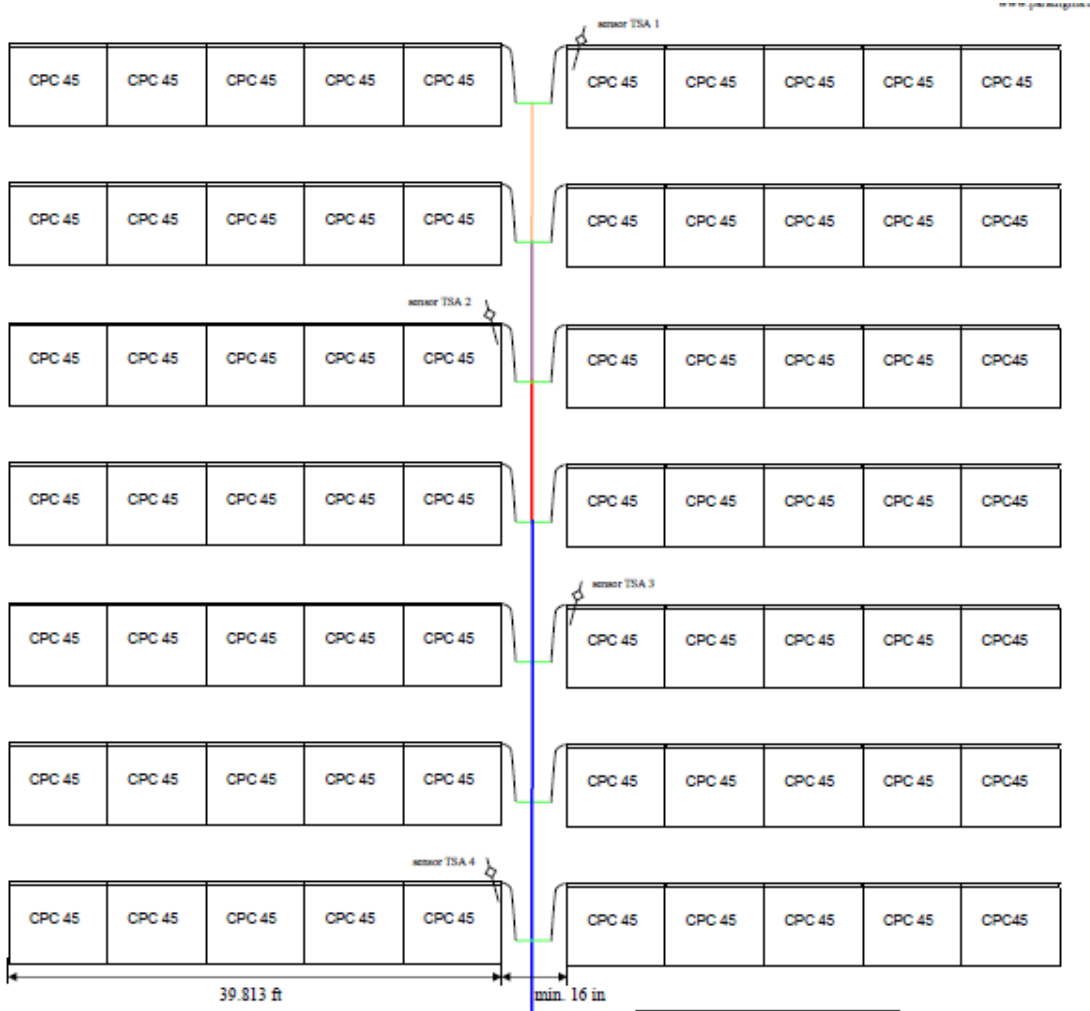 sensor TSA 1
CPC 45 CPC 45 CPC 45 CPC 45 CPC 45 CPC 45 CPC 45 CPC 45 CPC 45 CPC 45
CPC 45 CPC 45 CPC 45 CPC 45 CPC 45 CPC 45 CPC 45 CPC 45 CPC 45 CPC45
sensor TSA 2
CPC 45 CPC 45 CPC 45 CPC 45 CPC 45 CPC 45 CPC 45 CPC 45 CPC 45 CPC45
CPC 45 CPC 45 CPC 45 CPC 45 CPC 45 CPC 45 CPC 45 CPC 45 CPC 45 CPC45
sensor TSA 3
CPC 45 CPC 45 CPC 45 CPC 45 CPC 45 CPC 45 CPC 45 CPC 45 CPC 45 CPC45
CPC 45 CPC 45 CPC 45 CPC 45 CPC 45 CPC 45 CPC 45 CPC 45 CPC 45 CPC45
sensor TSA 4
CPC 45 CPC 45 CPC 45 CPC 45 CPC 45 CPC 45 CPC 45 CPC 45 CPC 45 CPC45
39.813 ft min. 16 in